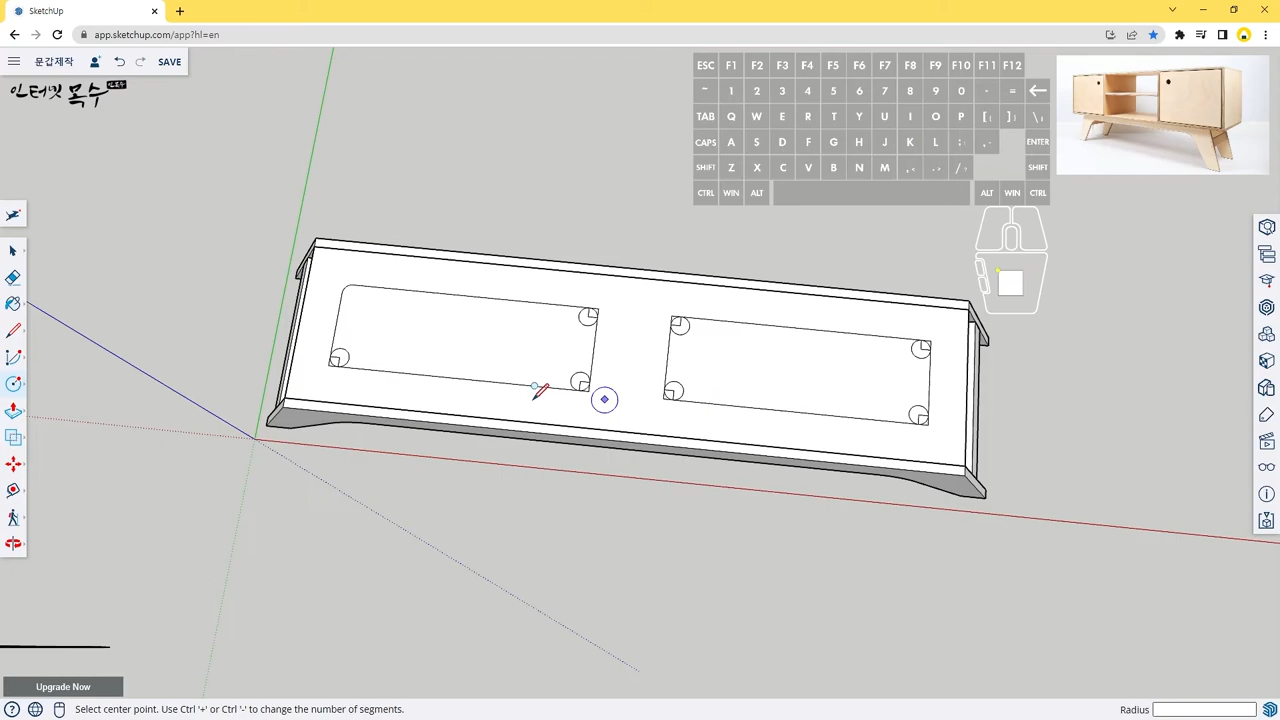 SketchUp
app.sketchup.com/app?hl=en
문갑제작
SAVE
인터넷 목수
ESC F1 F2 F3 F4 F5 F6 F7 F8 F9 F10 F11 F12
~ 1 2 3 4 5 6 7 8 9 0 - =
TAB Q W E R T Y U I O P [{ ]} \|
CAPS A S D F G H J K L ;: ,. ENTER
SHIFT Z X C V B N M ,< .> /? SHIFT
CTRL WIN ALT ALT WIN CTRL
Upgrade Now
Select center point. Use Ctrl '+' or Ctrl '-' to change the number of segments.
Radius